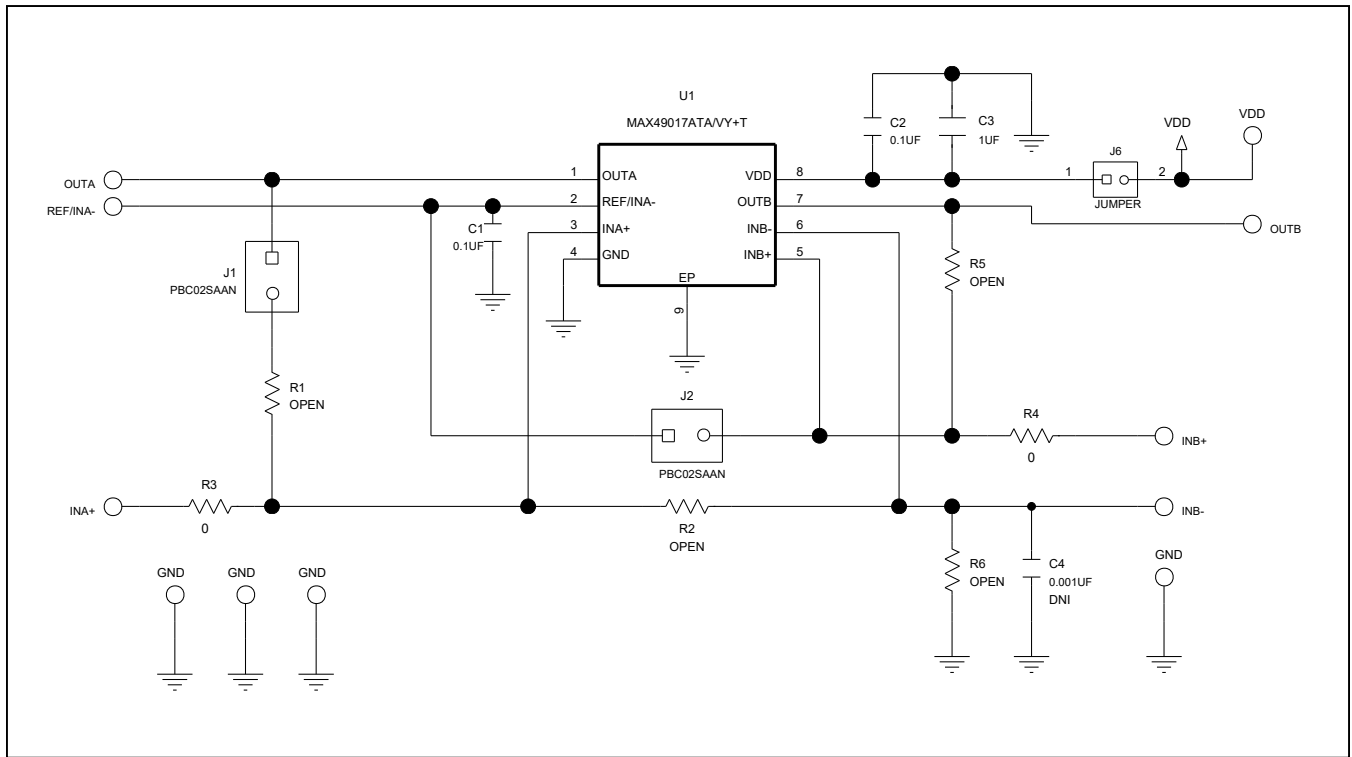 U1
MAX49017ATA/VY+T
C2
0.1UF
C3
1UF
VDD
VDD
J6
1
2
JUMPER
OUTA
REF/INA-
1
2
3
4
OUTA
REF/INA-
INA+
GND
VDD
OUTB
INB-
INB+
EP
8
7
6
5
9
C1
0.1UF
OUTB
J1
PBC02SAAN
R5
OPEN
R1
OPEN
J2
PBC02SAAN
R4
0
INB+
R3
0
INA+
R2
OPEN
INB-
R6
OPEN
C4
0.001UF
DNI
GND
GND
GND
GND